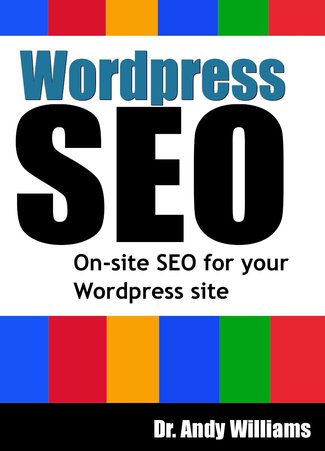 Wordpress
SEO
On-site SEO for your
Wordpress site
Dr. Andy Williams